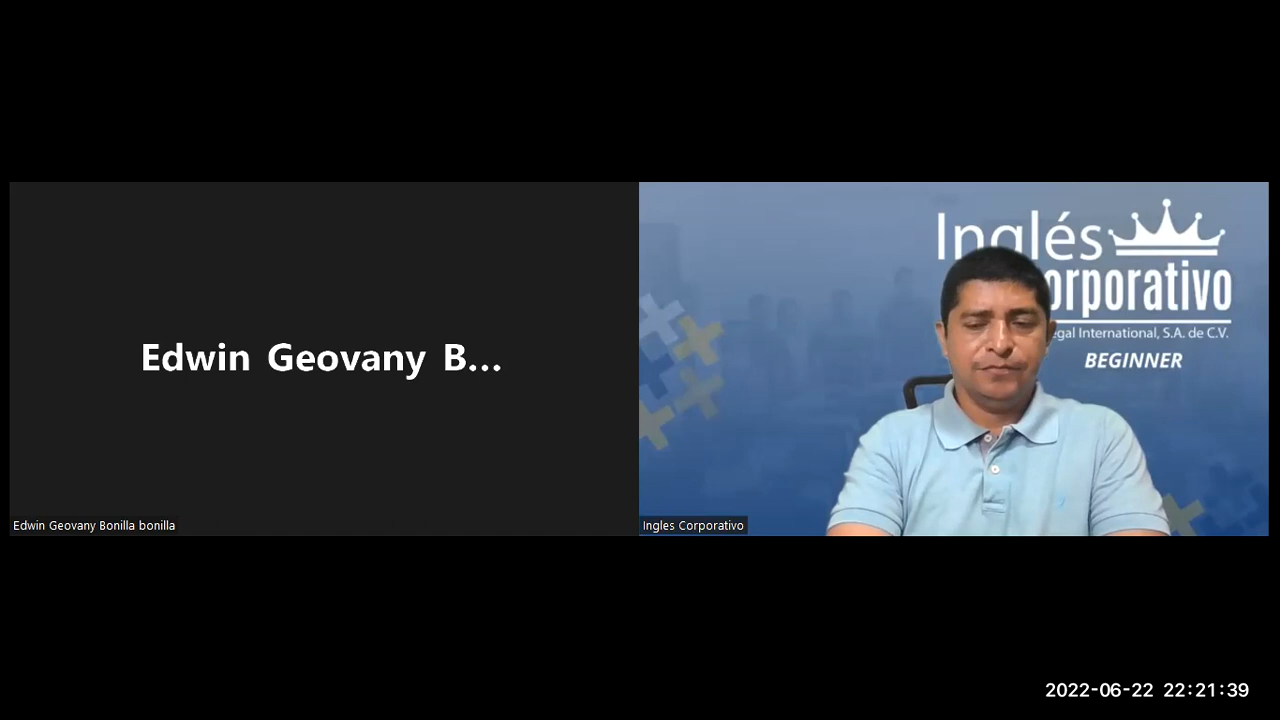 Edwin Geovany B...
Edwin Geovany Bonilla bonilla
Inglés
orporativo
egal International, S.A. de C.V.
BEGINNER
Ingles Corporativo
2022-06-22 22:21:39